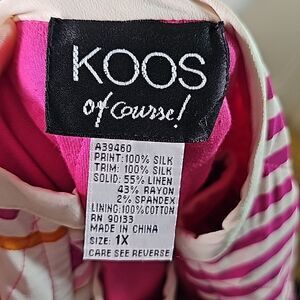 KOOS
of course!
A39460
PRINT: 100% SILK
TRIM: 100% SILK
SOLID: 55% LINEN
43% RAYON
2% SPANDEX
LINING: 100% COTTON
RN 90133
MADE IN CHINA
SIZE: 1X
CARE SEE REVERSE